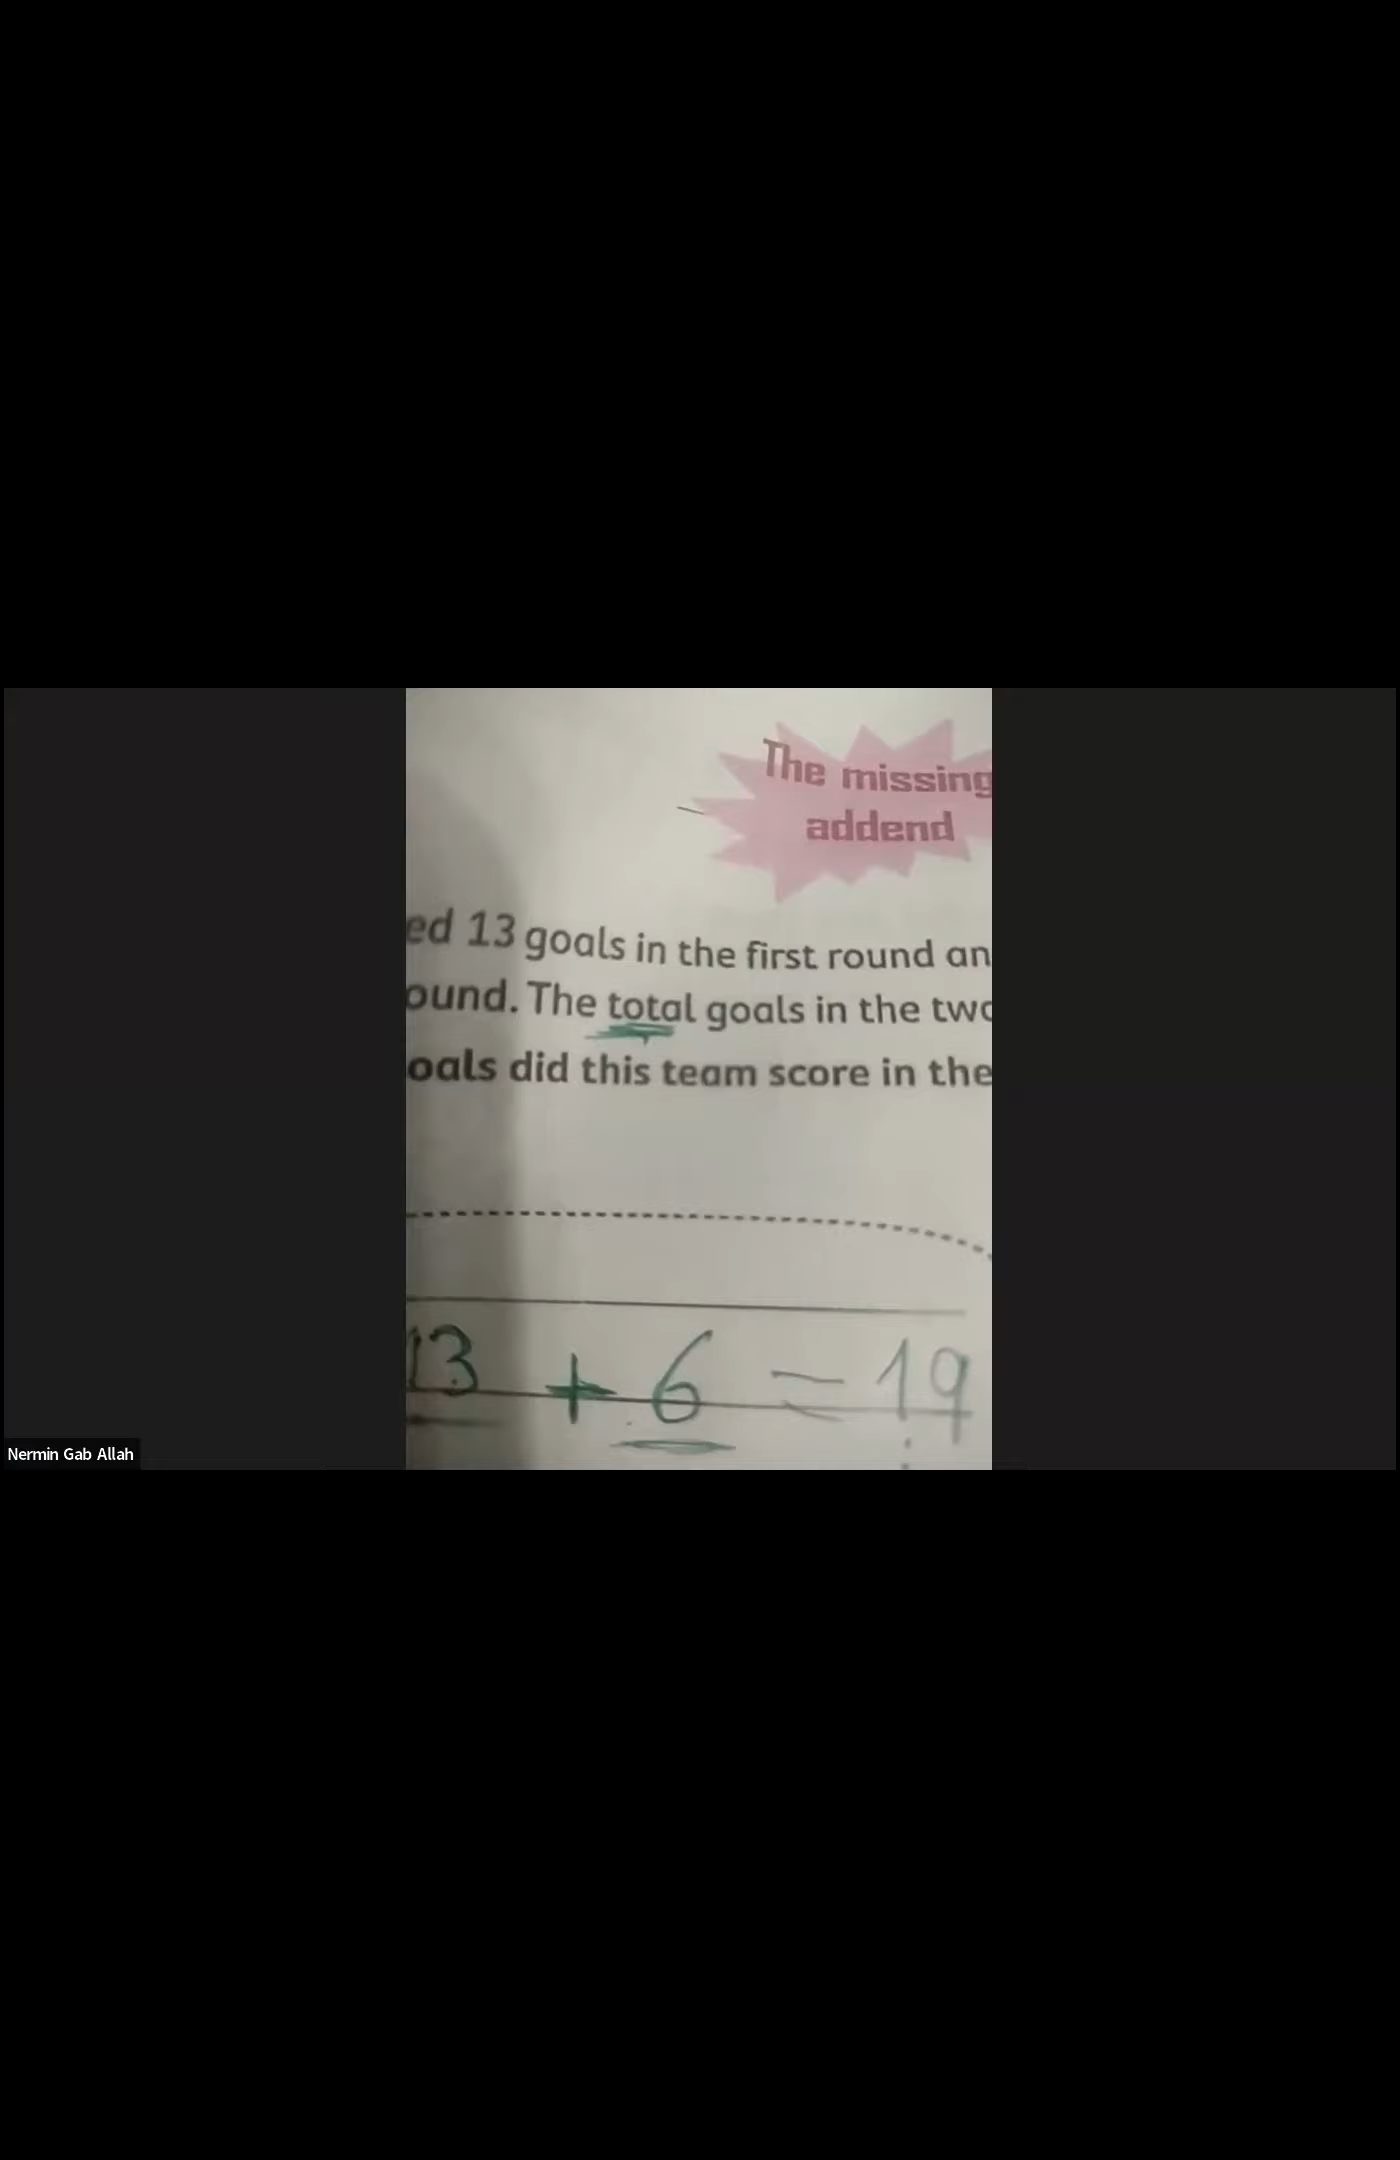 The missing
addend
ed 13 goals in the first round an
ound. The total goals in the two
oals did this team score in the
13 + 6 = 19
Nermin Gab Allah